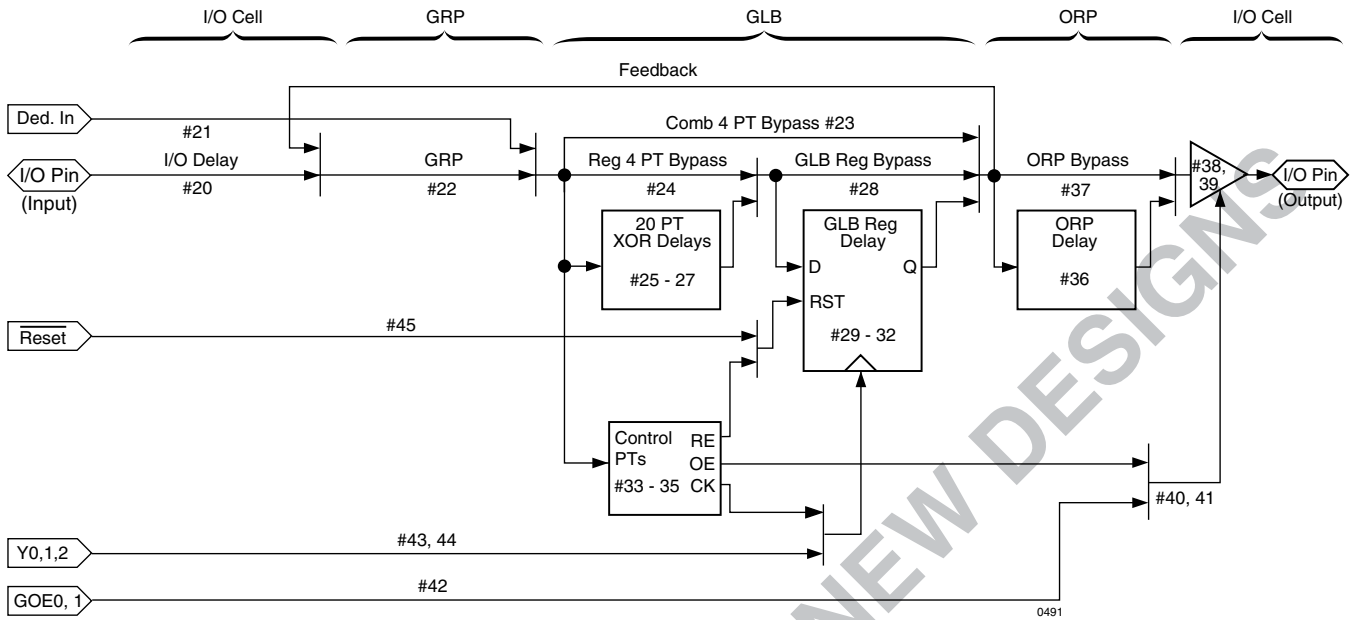 I/O Cell
GRP
GLB
ORP
I/O Cell
Feedback
Ded. In
#21
Comb 4 PT Bypass #23
I/O Pin
(Input)
I/O Delay
#20
GRP
#22
Reg 4 PT Bypass
#24
GLB Reg Bypass
#28
ORP Bypass
#37
#38,
39
I/O Pin
(Output)
20 PT
XOR Delays
#25 - 27
GLB Reg
Delay
D
Q
RST
#29 - 32
ORP
Delay
#36
Reset
#45
Control
PTs
#33 - 35
RE
OE
CK
#40, 41
Y0,1,2
#43, 44
GOE0, 1
#42
0491
NEW DESIGNS